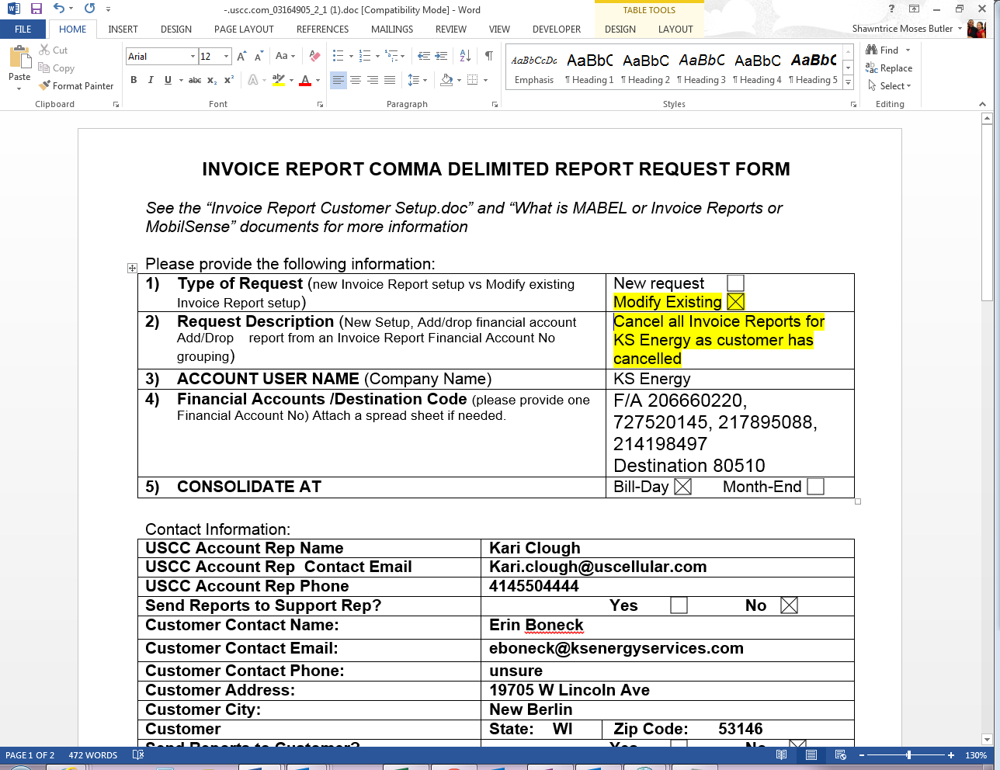 -.uscc.com_03164905_2_1 (1).doc [Compatibility Mode] - Word
TABLE TOOLS
FILE HOME INSERT DESIGN PAGE LAYOUT REFERENCES MAILINGS REVIEW VIEW DEVELOPER DESIGN LAYOUT Shawntrice Moses Butler
Paste
Cut
Copy
Format Painter
Clipboard
Arial 12
Font
Paragraph
AaBbCcDc AaBbC AaBbC AaBbC AaBbC AaBbC
Emphasis ¶ Heading 1 ¶ Heading 2 ¶ Heading 3 ¶ Heading 4 ¶ Heading 5
Styles
Find
Replace
Select
Editing
INVOICE REPORT COMMA DELIMITED REPORT REQUEST FORM
See the “Invoice Report Customer Setup.doc” and “What is MABEL or Invoice Reports or
MobilSense” documents for more information
Please provide the following information:
1) Type of Request (new Invoice Report setup vs Modify existing
Invoice Report setup)
New request
Modify Existing
2) Request Description (New Setup, Add/drop financial account
Add/Drop report from an Invoice Report Financial Account No
grouping)
Cancel all Invoice Reports for
KS Energy as customer has
cancelled
3) ACCOUNT USER NAME (Company Name) KS Energy
4) Financial Accounts /Destination Code (please provide one
Financial Account No) Attach a spread sheet if needed.
F/A 206660220,
727520145, 217895088,
214198497
Destination 80510
5) CONSOLIDATE AT Bill-Day Month-End
Contact Information:
USCC Account Rep Name Kari Clough
USCC Account Rep Contact Email Kari.clough@uscellular.com
USCC Account Rep Phone 4145504444
Send Reports to Support Rep? Yes No
Customer Contact Name: Erin Boneck
Customer Contact Email: eboneck@ksenergyservices.com
Customer Contact Phone: unsure
Customer Address: 19705 W Lincoln Ave
Customer City: New Berlin
Customer State: WI Zip Code: 53146
Send Reports to Customer? Yes No
PAGE 1 OF 2 472 WORDS 130%